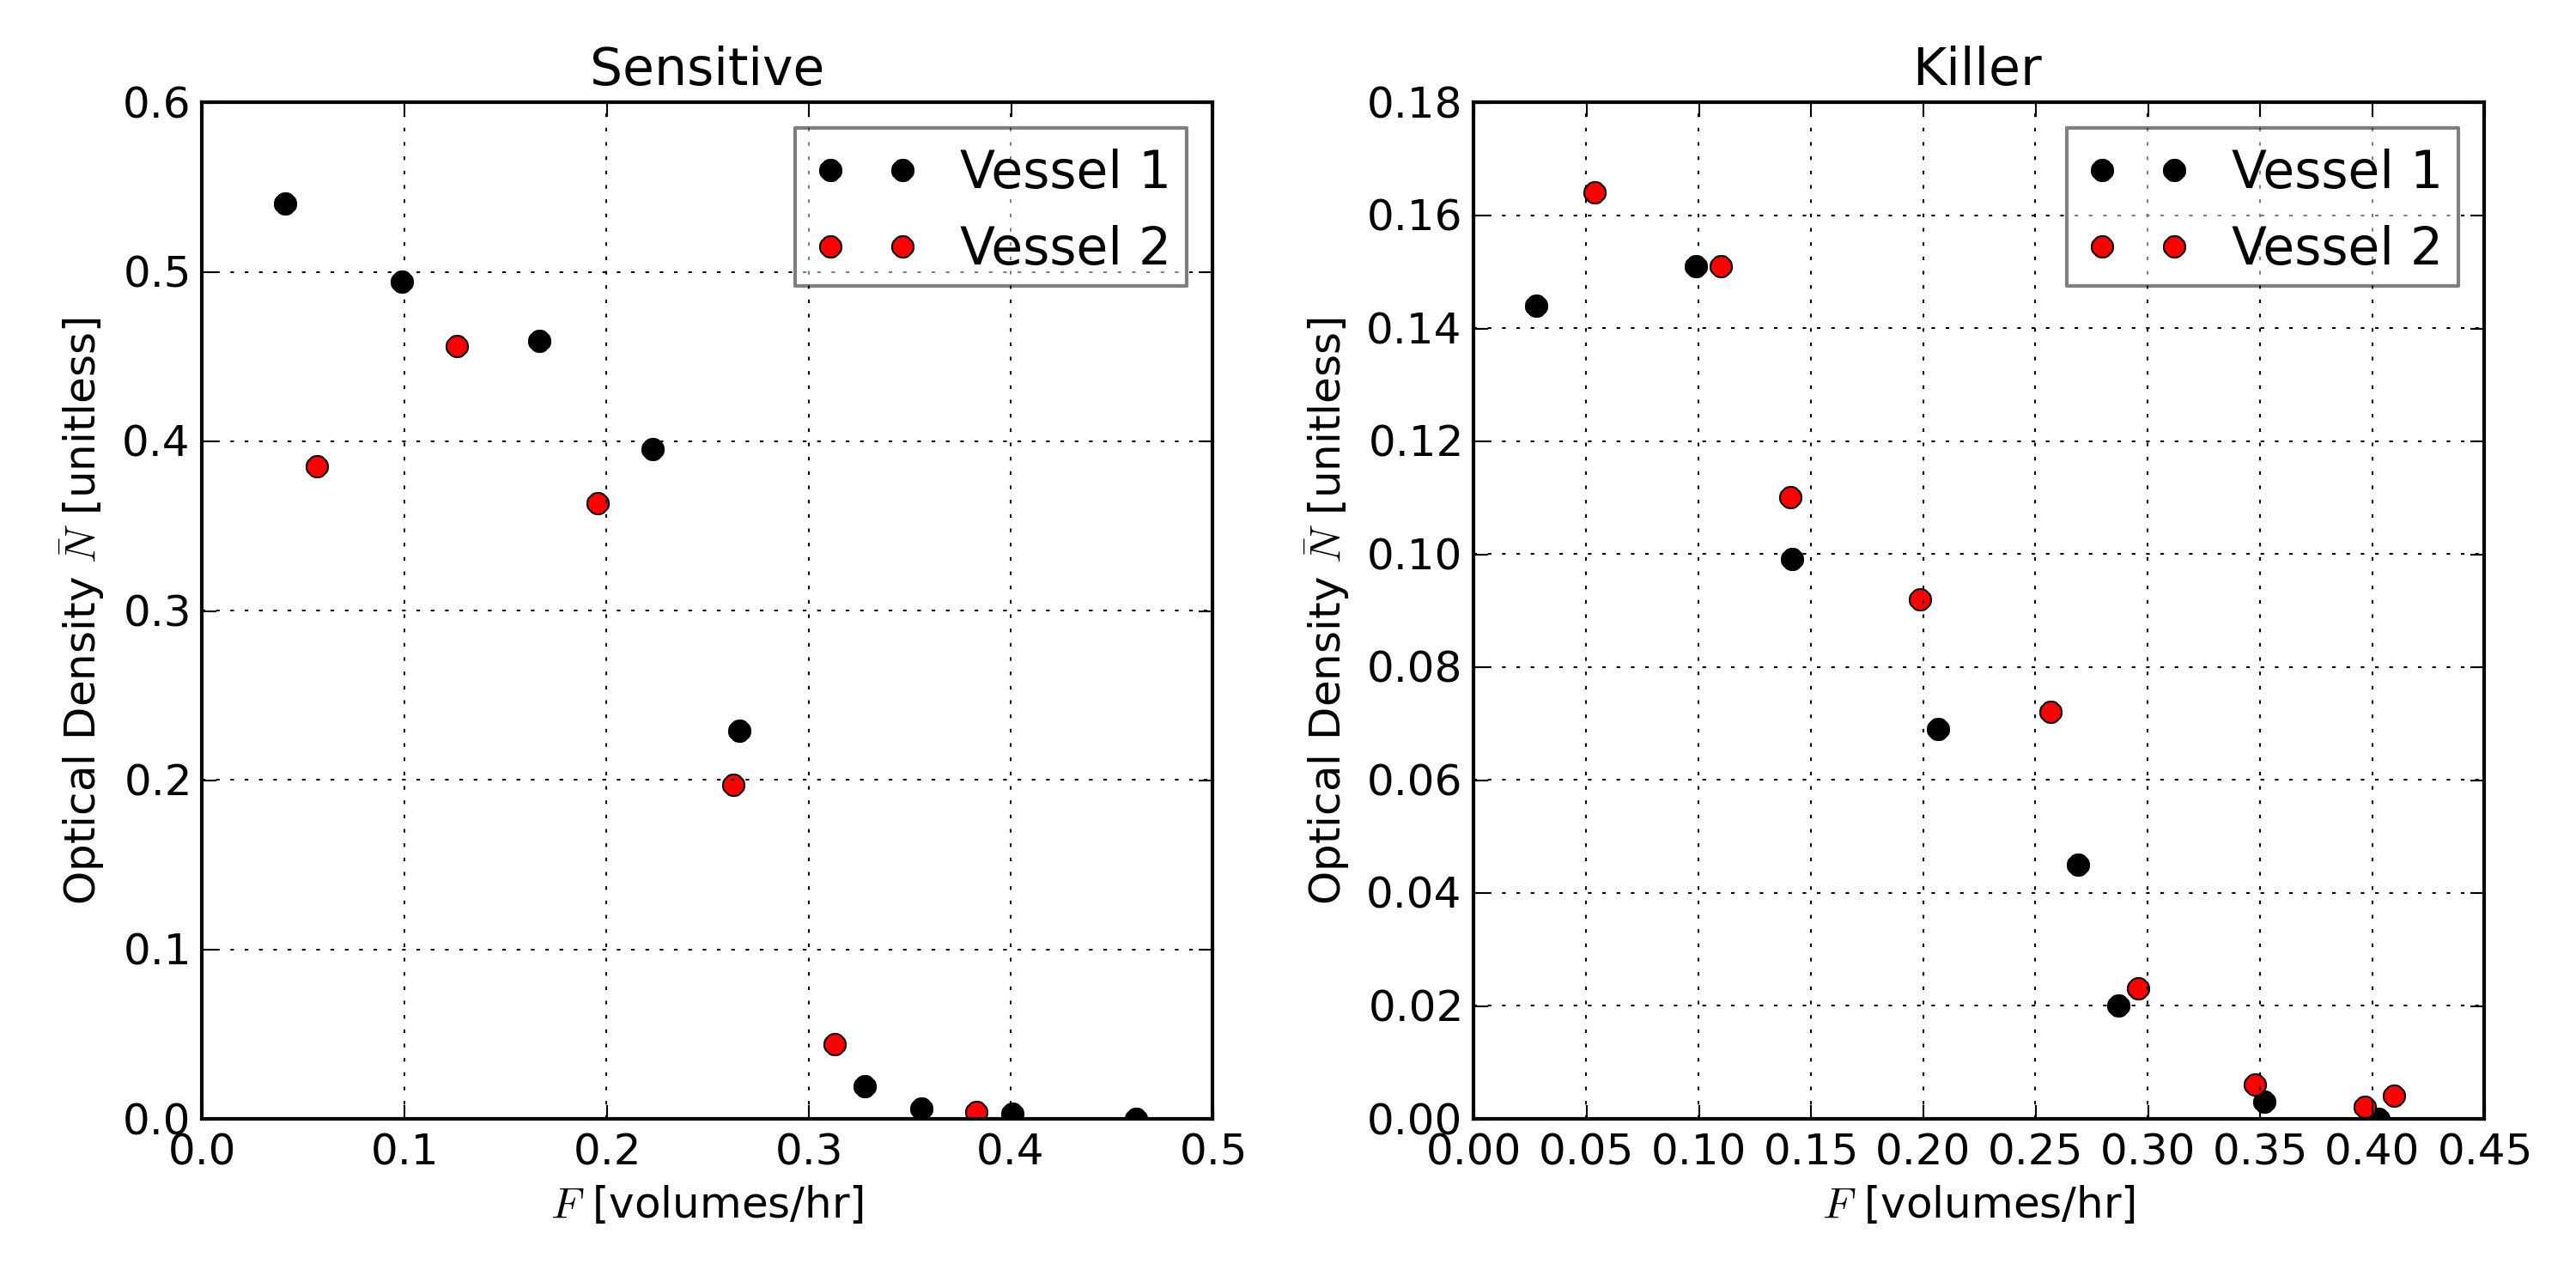 Sensitive
0.6
0.5
0.4
0.3
0.2
0.1
0.0
Optical Density N̄ [unitless]
Vessel 1
Vessel 2
0.0 0.1 0.2 0.3 0.4 0.5
F [volumes/hr]
Killer
0.18
0.16
0.14
0.12
0.10
0.08
0.06
0.04
0.02
0.00
Optical Density N̄ [unitless]
Vessel 1
Vessel 2
0.00 0.05 0.10 0.15 0.20 0.25 0.30 0.35 0.40 0.45
F [volumes/hr]